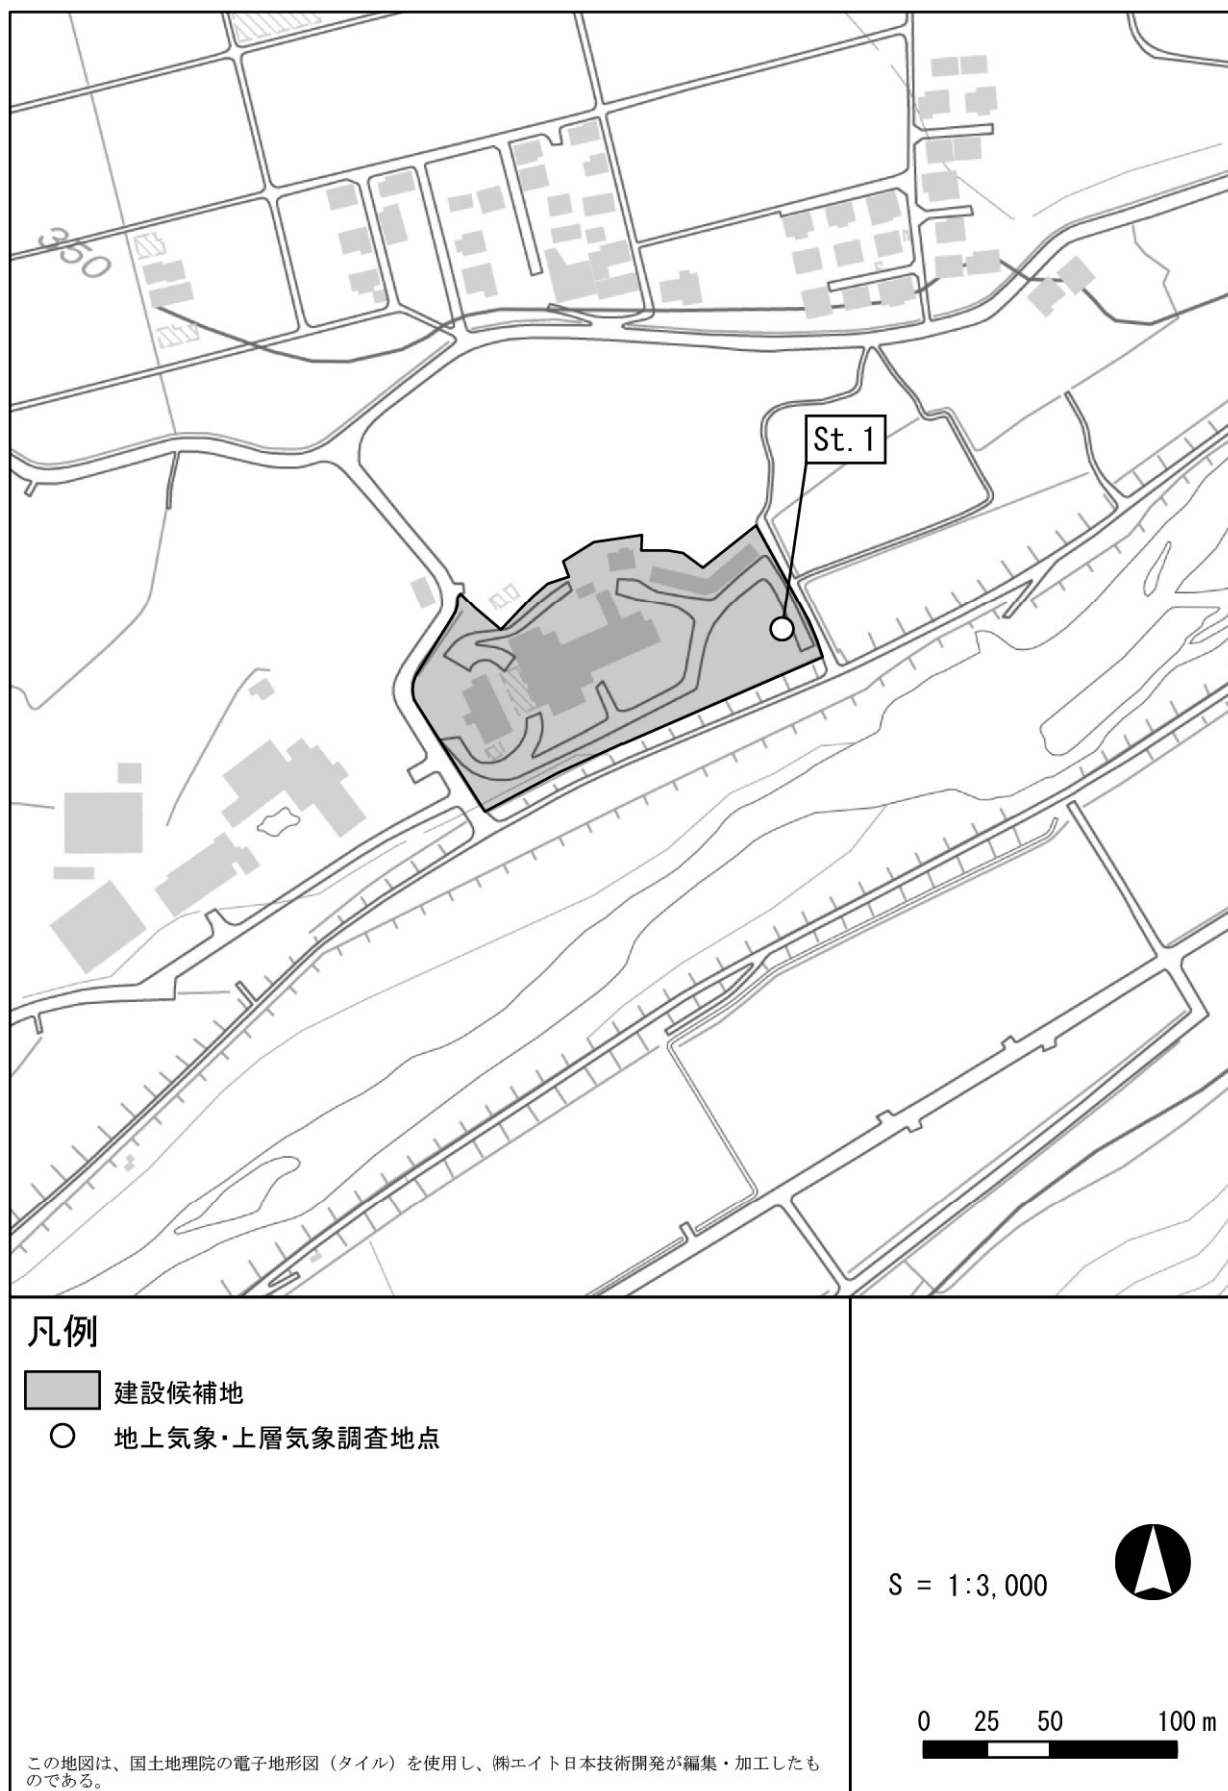 350
St. 1
凡例
建設候補地
地上気象・上層気象調査地点
S = 1:3,000
0 25 50 100 m
この地図は、国土地理院の電子地形図（タイル）を使用し、㈱エイト日本技術開発が編集・加工したも
のである。